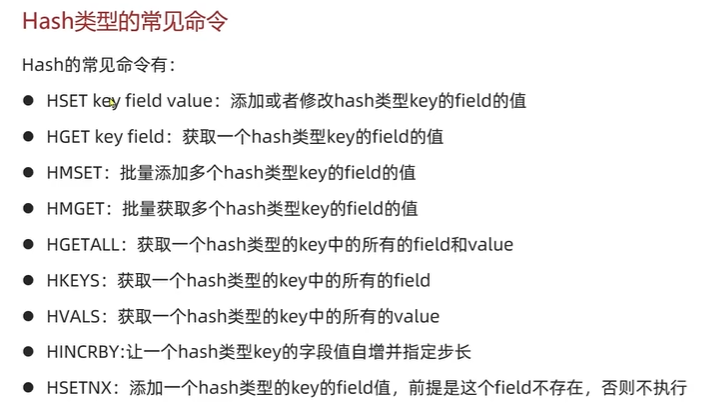 Hash类型的常见命令
Hash的常见命令有：
● HSET key field value：添加或者修改hash类型key的field的值
● HGET key field：获取一个hash类型key的field的值
● HMSET：批量添加多个hash类型key的field的值
● HMGET：批量获取多个hash类型key的field的值
● HGETALL：获取一个hash类型的key中的所有的field和value
● HKEYS：获取一个hash类型的key中的所有的field
● HVALS：获取一个hash类型的key中的所有的value
● HINCRBY:让一个hash类型key的字段值自增并指定步长
● HSETNX：添加一个hash类型的key的field值，前提是这个field不存在，否则不执行